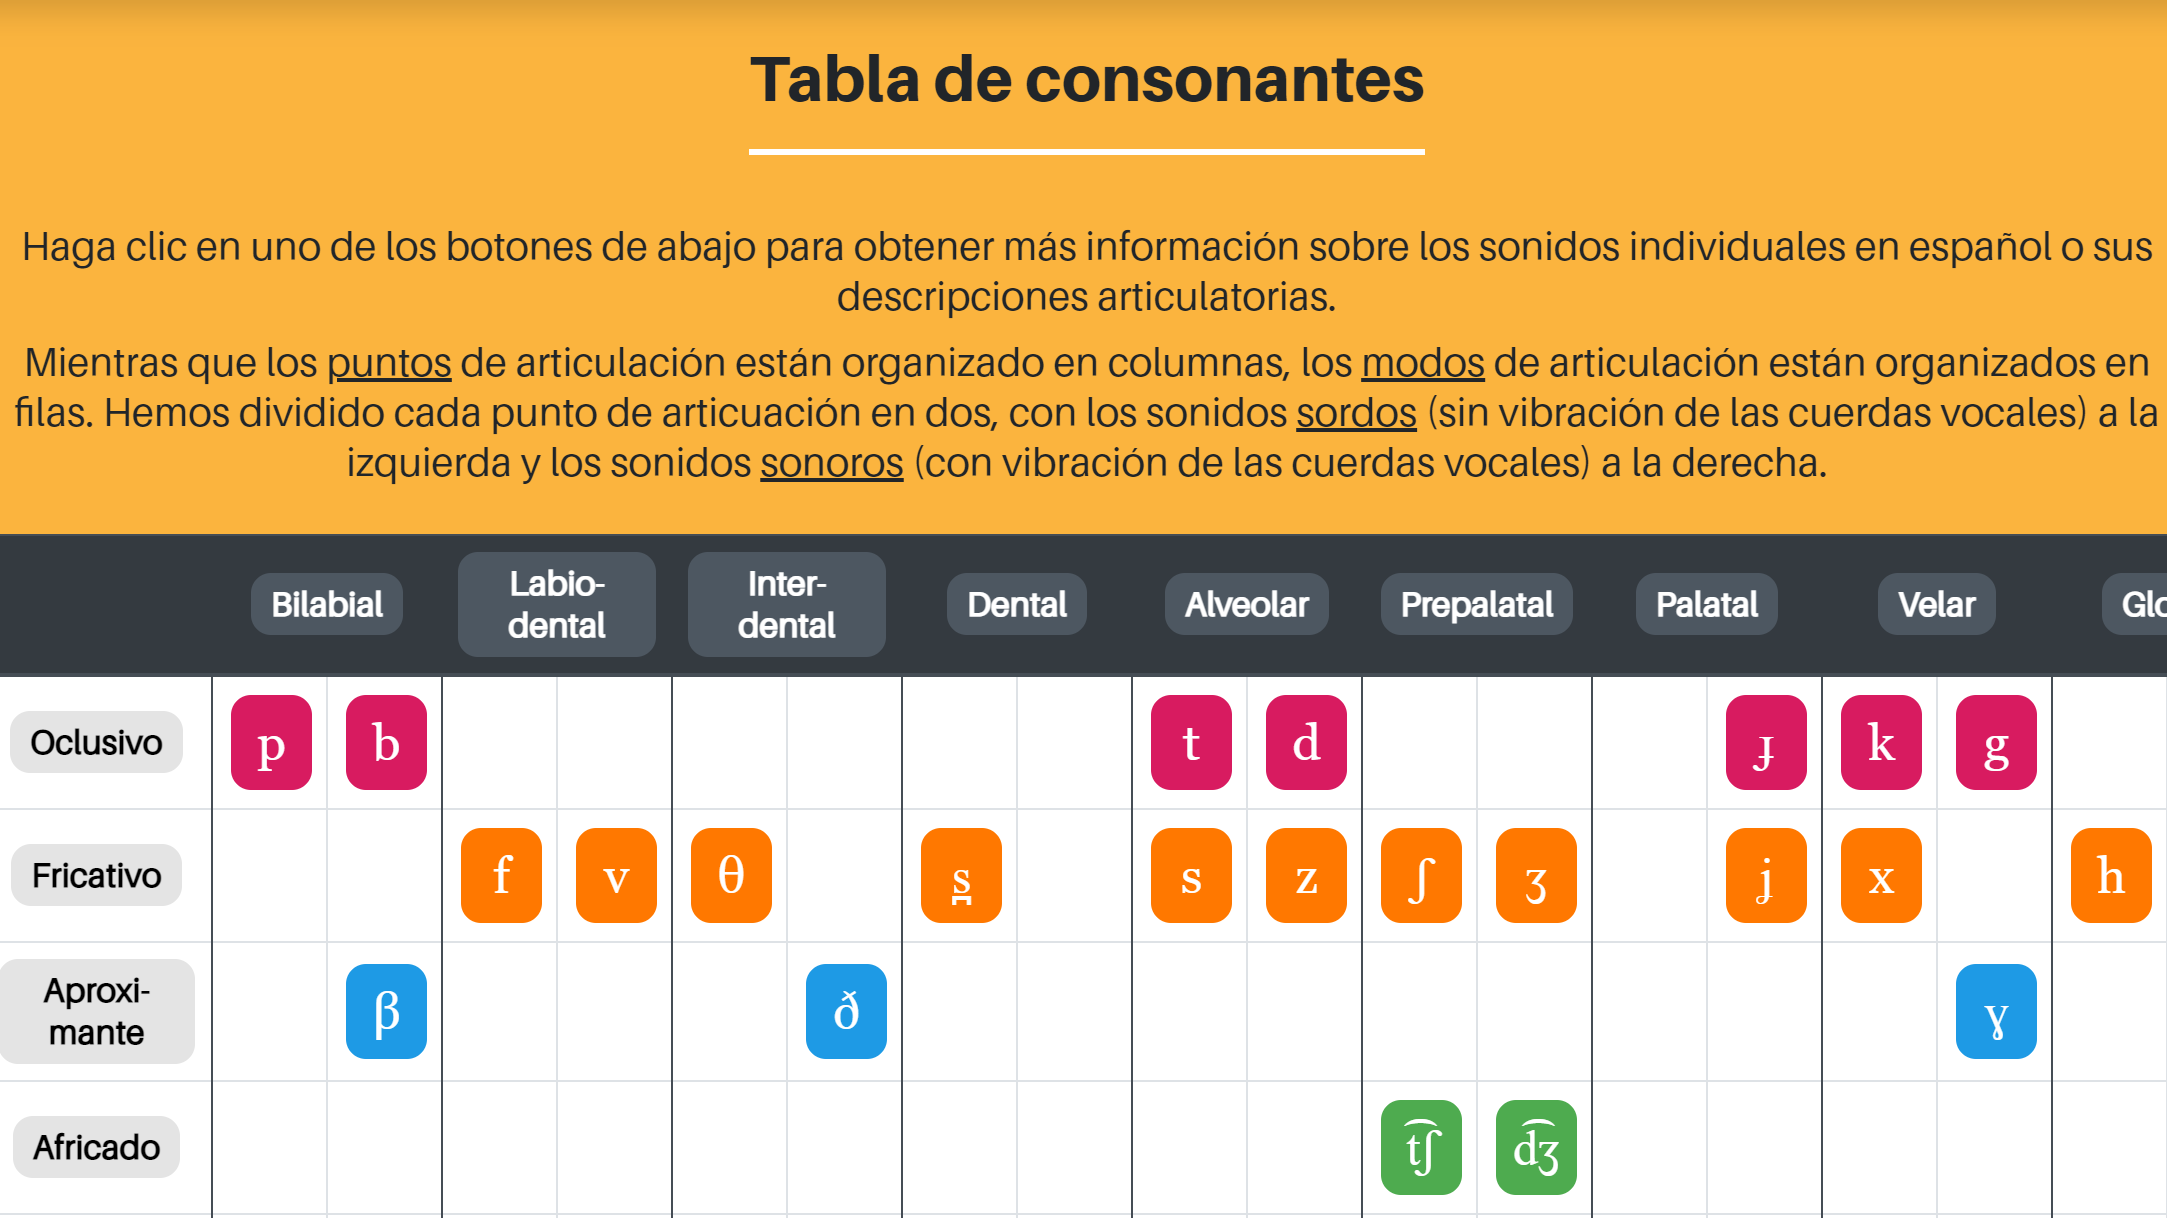 Tabla de consonantes
Haga clic en uno de los botones de abajo para obtener más información sobre los sonidos individuales en español o sus
descripciones articulatorias.
Mientras que los puntos de articulación están organizado en columnas, los modos de articulación están organizados en
filas. Hemos dividido cada punto de articuación en dos, con los sonidos sordos (sin vibración de las cuerdas vocales) a la
izquierda y los sonidos sonoros (con vibración de las cuerdas vocales) a la derecha.
Bilabial Labio-
dental Inter-
dental Dental Alveolar Prepalatal Palatal Velar Glo
Oclusivo p b t d ɟ k g
Fricativo f v θ s̪ s z ʃ ʒ ʝ x h
Aproxi-
mante β ð ɣ
Africado t͡ʃ d͡ʒ